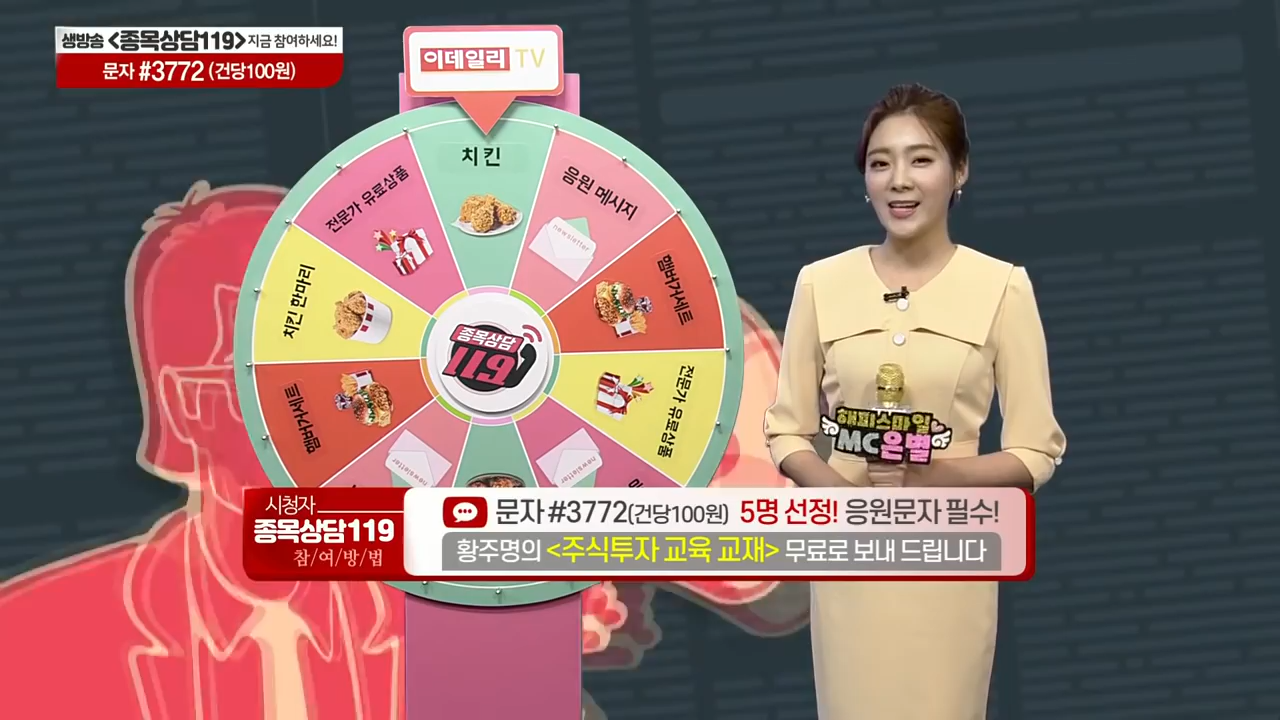 생방송 <종목상담119> 지금 참여하세요!
문자 #3772 (건당100원)
이데일리 TV
치킨
응원 메시지
햄버거세트
전문가 유료상품
newsletter
newsletter
newsletter
햄버거세트
치킨 한마리
전문가 유료상품
newsletter
종목상담
119
해피스마일
MC은별
시청자
종목상담119
참/여/방/법
문자 #3772(건당100원) 5명 선정! 응원문자 필수!
황주명의 <주식투자 교육 교재> 무료로 보내 드립니다